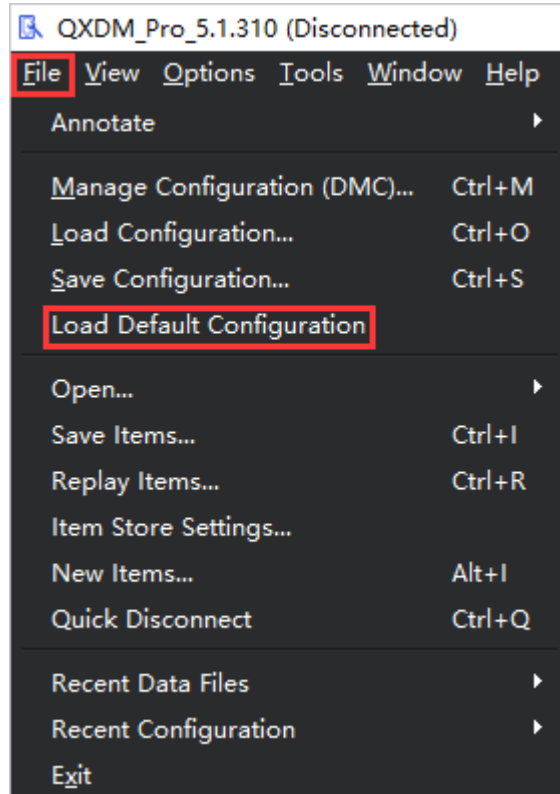 QXDM_Pro_5.1.310 (Disconnected)
File View Options Tools Window Help
Annotate
Manage Configuration (DMC)... Ctrl+M
Load Configuration... Ctrl+O
Save Configuration... Ctrl+S
Load Default Configuration
Open...
Save Items... Ctrl+I
Replay Items... Ctrl+R
Item Store Settings...
New Items... Alt+I
Quick Disconnect Ctrl+Q
Recent Data Files
Recent Configuration
Exit